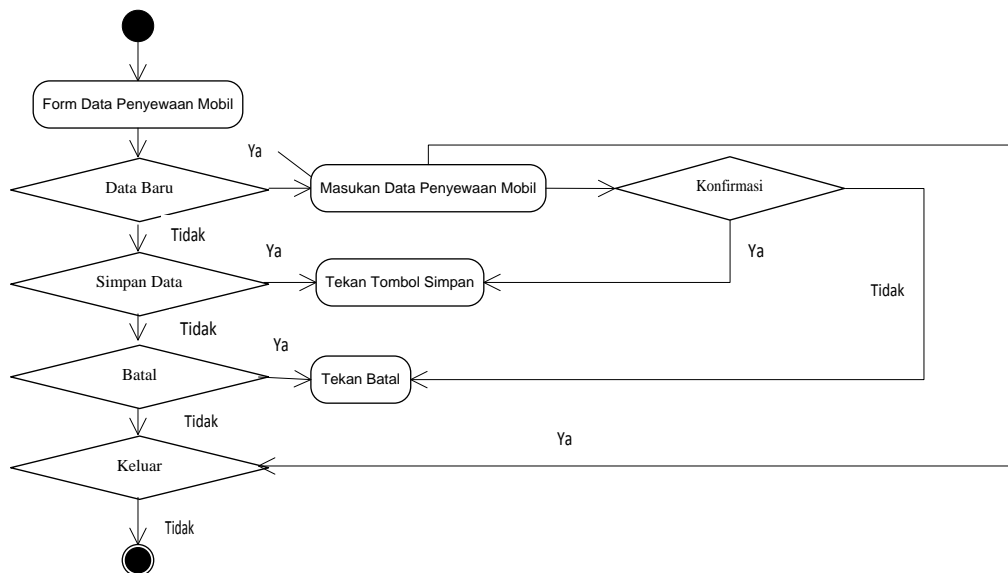 Form Data Penyewaan Mobil
Ya
Data Baru
Masukan Data Penyewaan Mobil
Konfirmasi
Tidak
Ya
Ya
Simpan Data
Tekan Tombol Simpan
Tidak
Tidak
Ya
Batal
Tekan Batal
Tidak
Ya
Keluar
Tidak